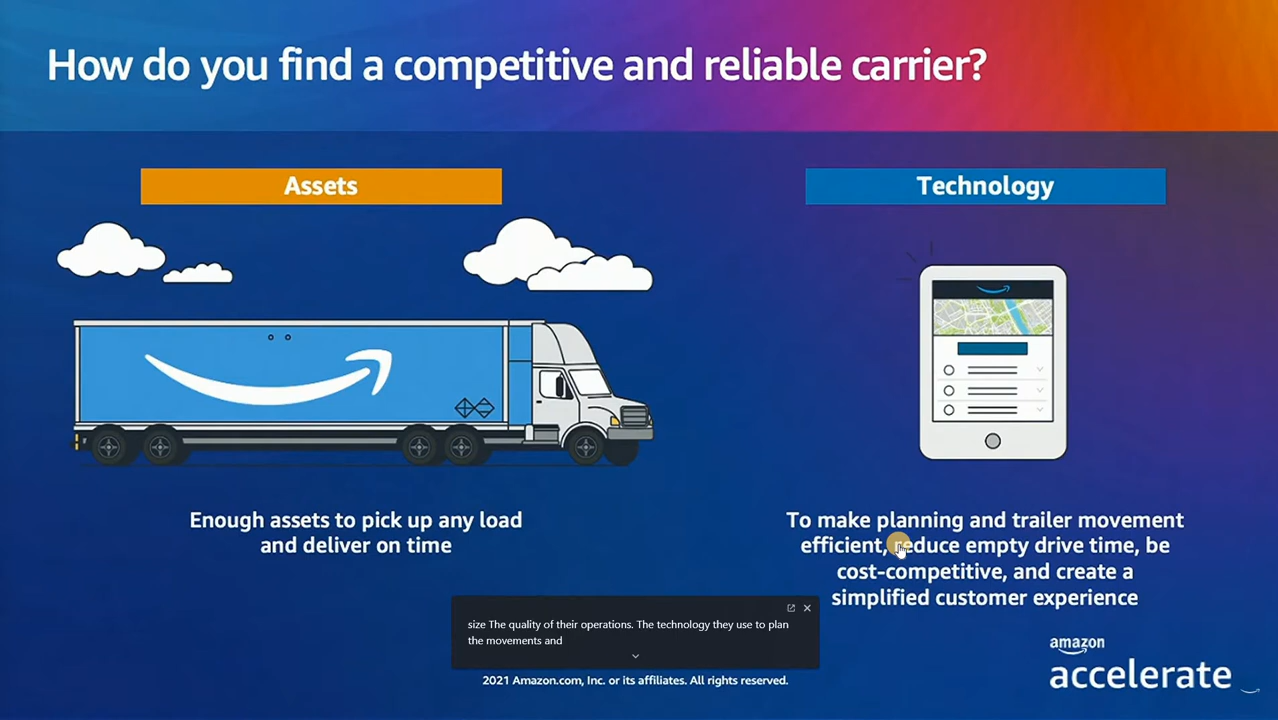 How do you find a competitive and reliable carrier?
Assets
Technology
Enough assets to pick up any load
and deliver on time
To make planning and trailer movement
efficient, reduce empty drive time, be
cost-competitive, and create a
simplified customer experience
size The quality of their operations. The technology they use to plan
the movements and
2021 Amazon.com, Inc. or its affiliates. All rights reserved.
amazon
accelerate